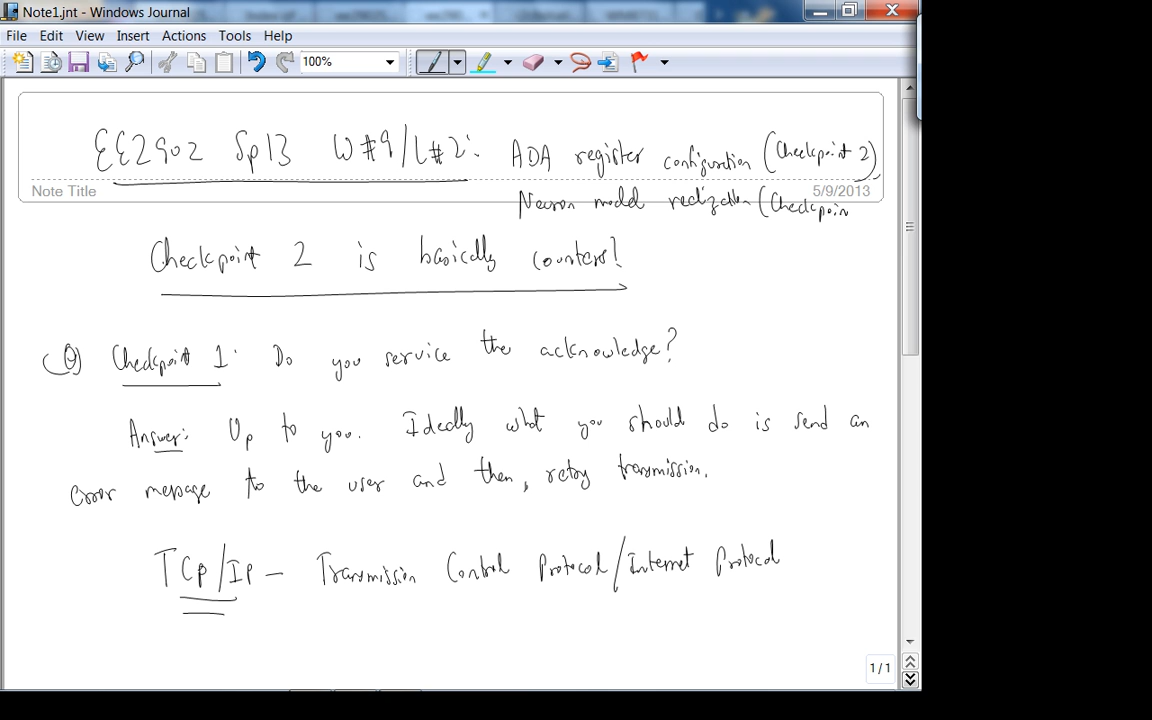 Note1.jnt - Windows Journal
File Edit View Insert Actions Tools Help
100%
EE2902 Sp13 W#9/L#2: ADA register configuration (Checkpoint 2),
Note Title 5/9/2013
Neuron model realization (Checkpoin
Checkpoint 2 is basically counters!
Q) Checkpoint 1: Do you service the acknowledge?
Answer: Up to you. Ideally what you should do is send an
error message to the user and then, retry transmission.
TCP/IP - Transmission Control Protocol/Internet Protocol
1/1